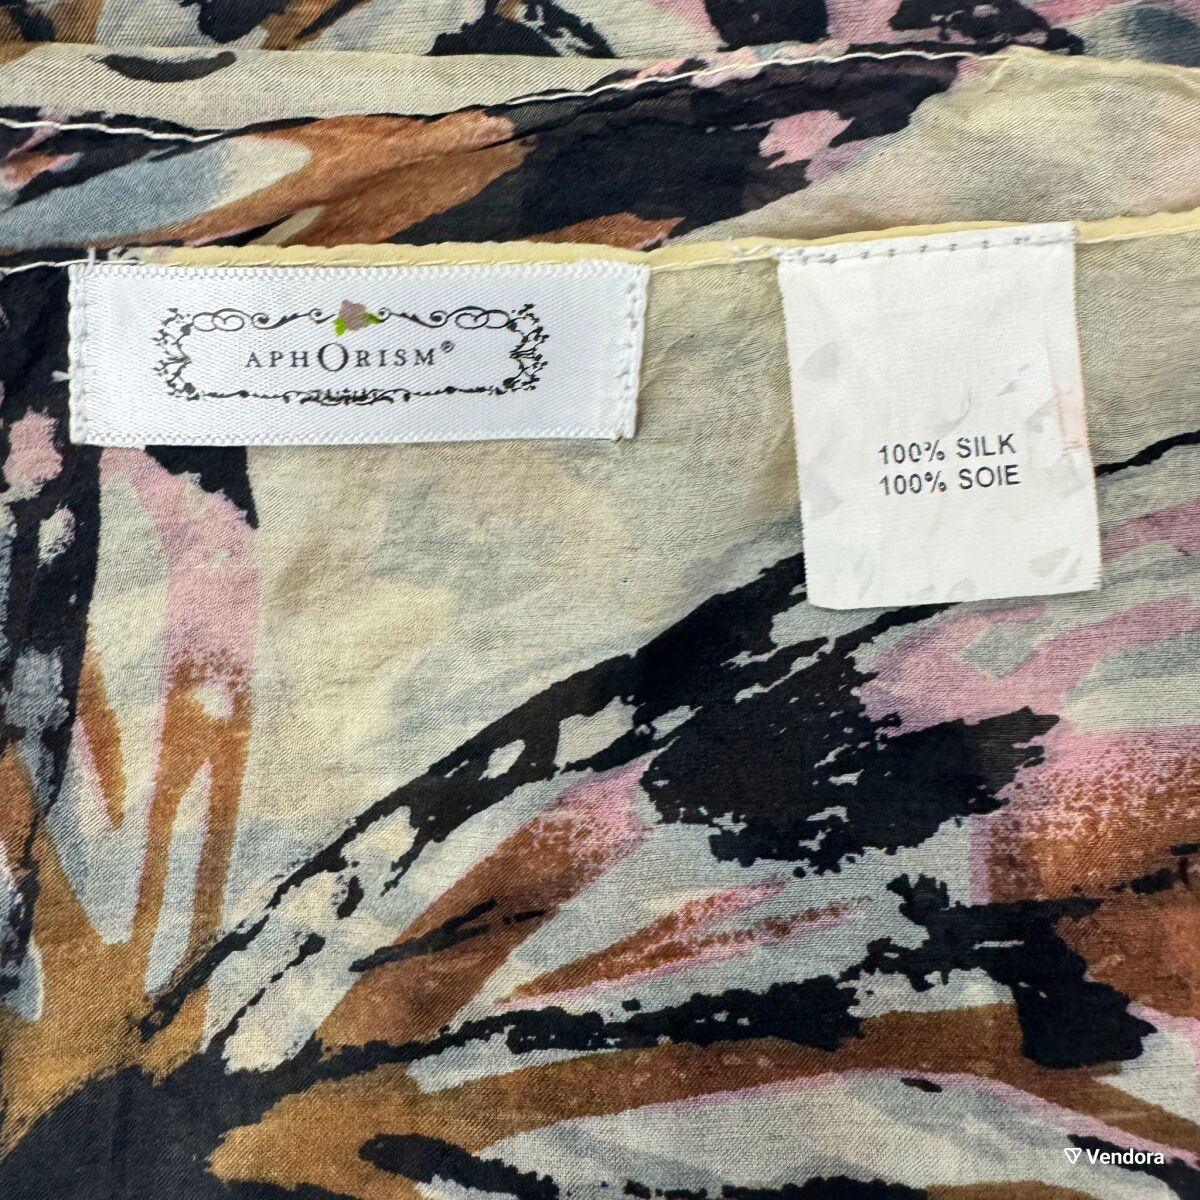 APHORISM®
100% SILK
100% SOIE
Vendora